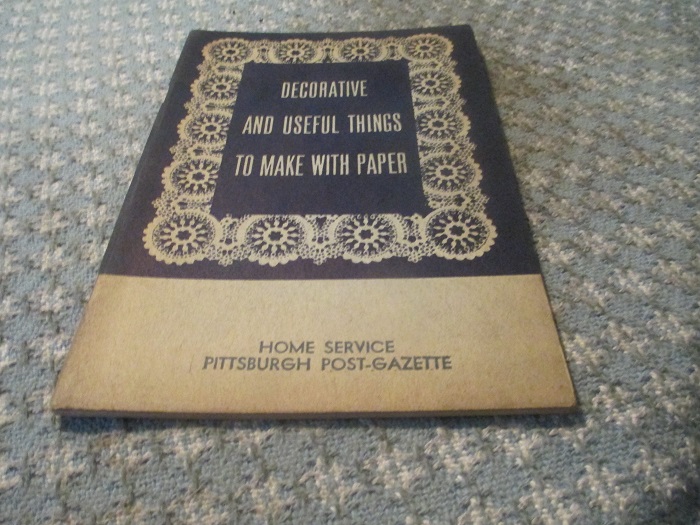 DECORATIVE
AND USEFUL THINGS
TO MAKE WITH PAPER
HOME SERVICE
PITTSBURGH POST-GAZETTE